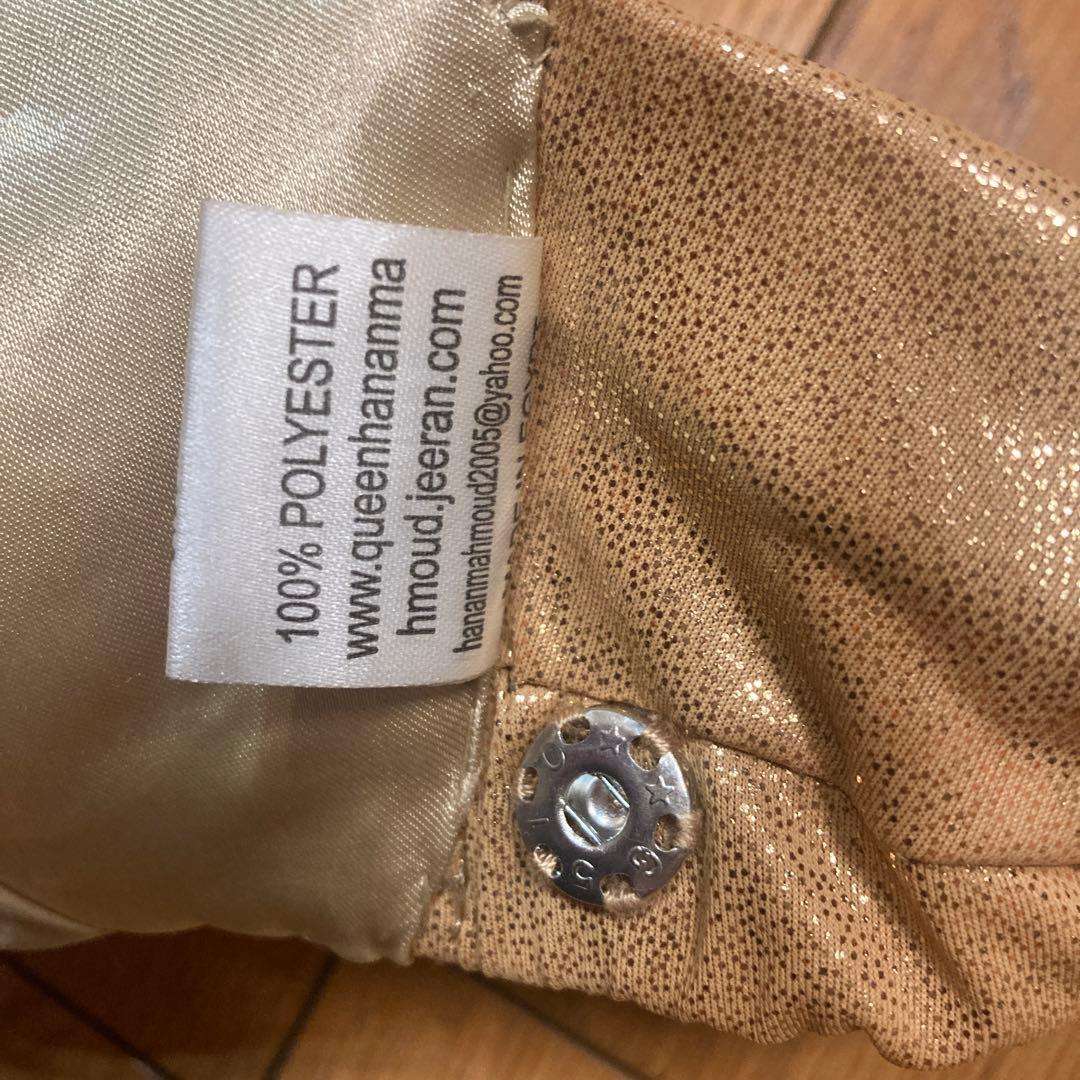 100% POLYESTER
www.queenhananma
hmoud.jeeran.com
hananmahmoud2005@yahoo.com